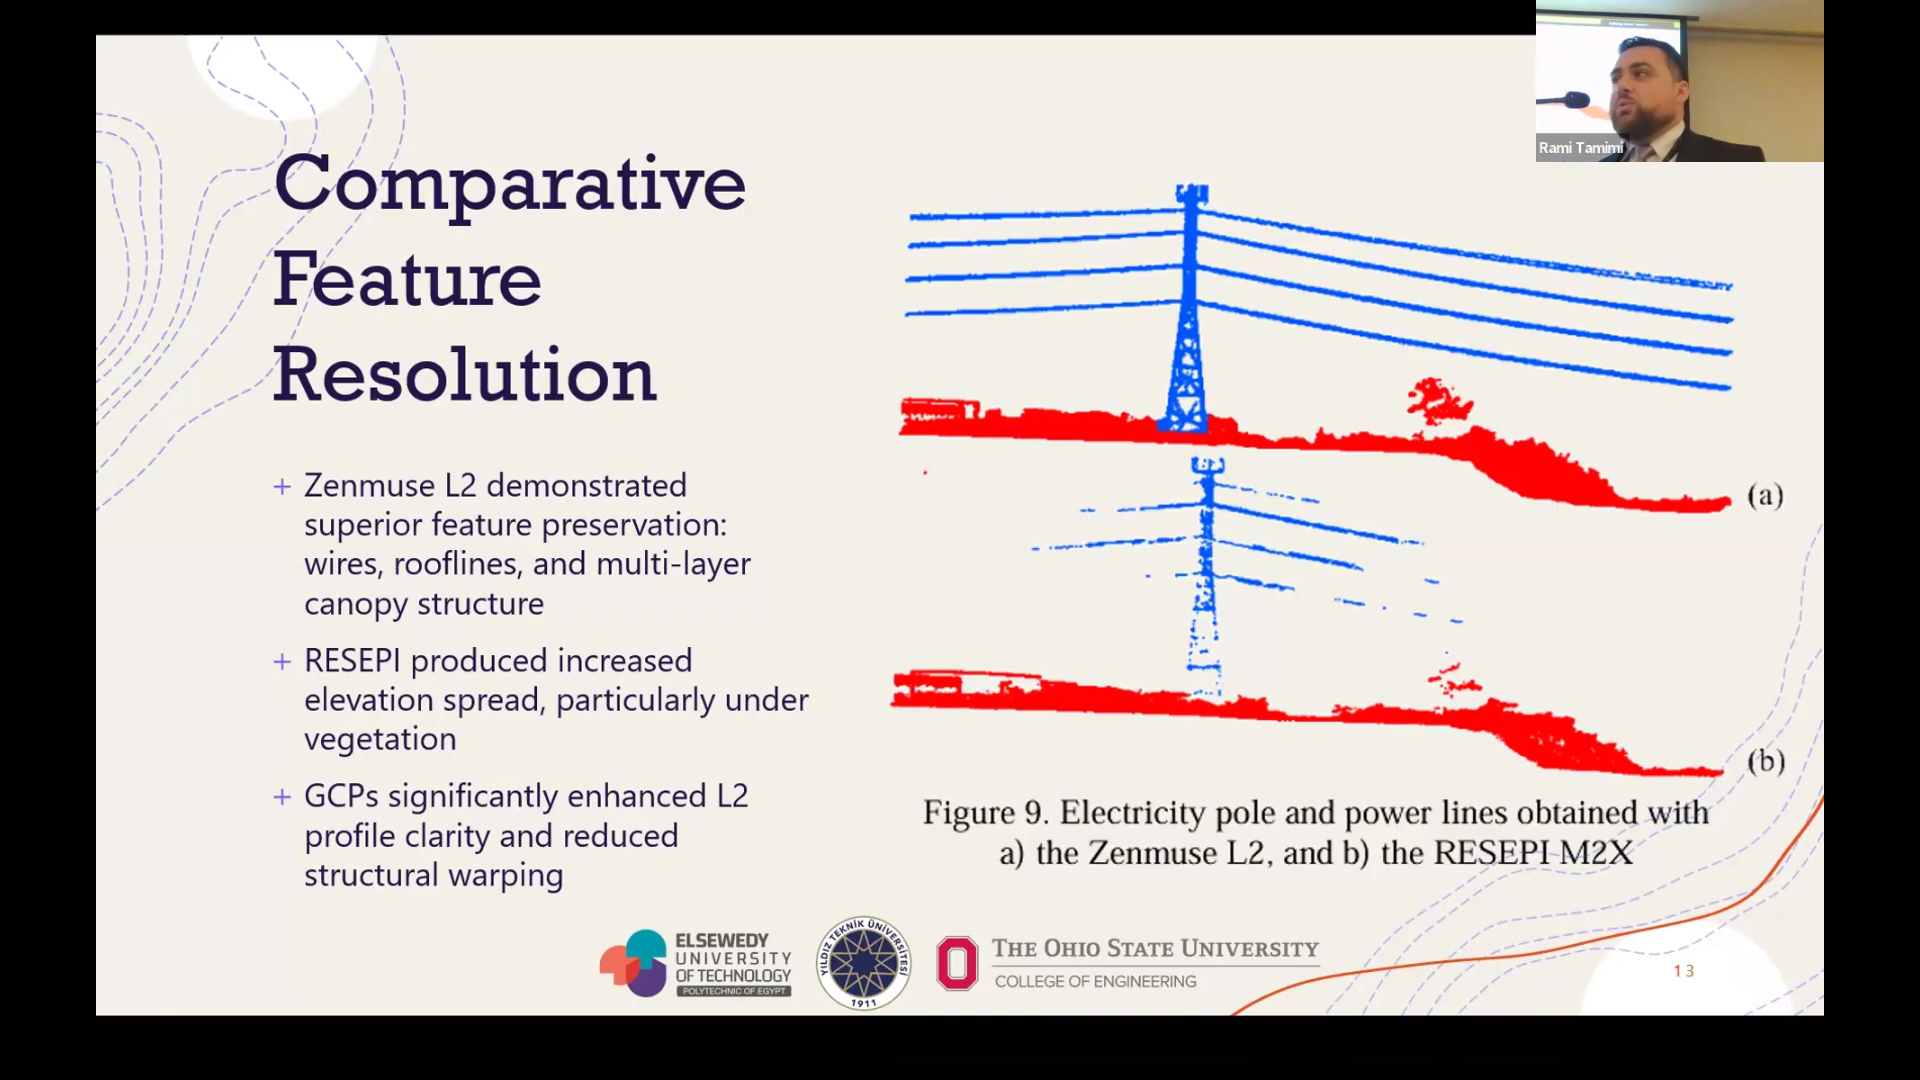 Rami Tamimi
Comparative
Feature
Resolution
+ Zenmuse L2 demonstrated
superior feature preservation:
wires, rooflines, and multi-layer
canopy structure
+ RESEPI produced increased
elevation spread, particularly under
vegetation
+ GCPs significantly enhanced L2
profile clarity and reduced
structural warping
(a)
(b)
Figure 9. Electricity pole and power lines obtained with
a) the Zenmuse L2, and b) the RESEPI M2X
ELSEWEDY
UNIVERSITY
OF TECHNOLOGY
POLYTECHNIC OF EGYPT
YILDIZ TEKNİK ÜNİVERSİTESİ
1911
THE OHIO STATE UNIVERSITY
COLLEGE OF ENGINEERING
13